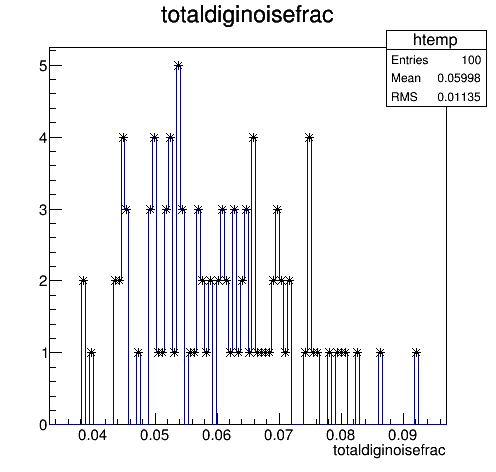 totaldiginoisefrac
htemp
Entries 100
Mean 0.05998
RMS 0.01135
5
4
3
2
1
0
0.04 0.05 0.06 0.07 0.08 0.09
totaldiginoisefrac